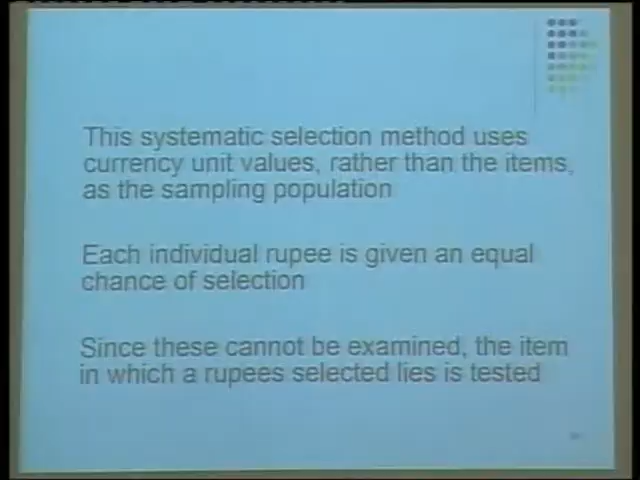 This systematic selection method uses
currency unit values, rather than the items,
as the sampling population
Each individual rupee is given an equal
chance of selection
Since these cannot be examined, the item
in which a rupees selected lies is tested